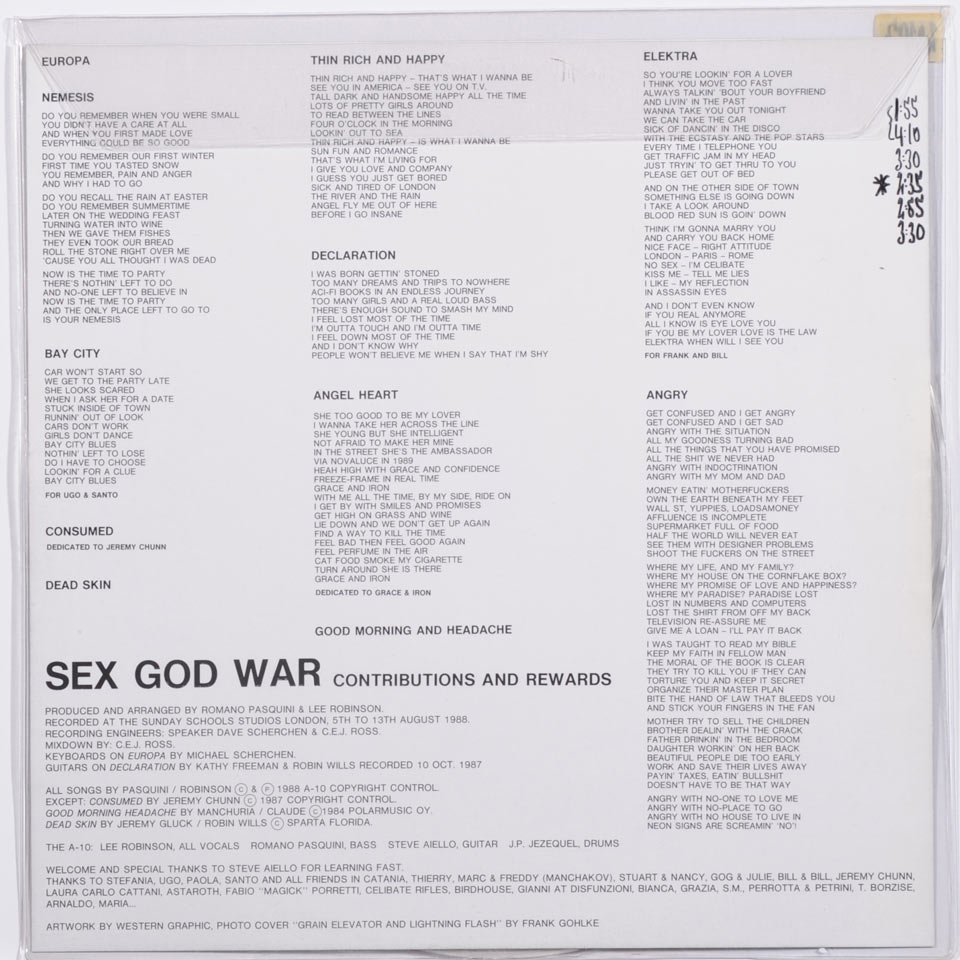 EUROPA
NEMESIS
DO YOU REMEMBER WHEN YOU WERE SMALL
YOU DIDN'T HAVE A CARE AT ALL
AND WHEN YOU FIRST MADE LOVE
EVERYTHING COULD BE SO GOOD
DO YOU REMEMBER OUR FIRST WINTER
FIRST TIME YOU TASTED SNOW
YOU REMEMBER, PAIN AND ANGER
AND WHY I HAD TO GO
DO YOU RECALL THE RAIN AT EASTER
DO YOU REMEMBER SUMMERTIME
LATER ON THE WEDDING FEAST
TURNING WATER INTO WINE
THEN WE GAVE THEM FISHES
THEY EVEN TOOK OUR BREAD
ROLL THE STONE RIGHT OVER ME
'CAUSE YOU ALL THOUGHT I WAS DEAD
NOW IS THE TIME TO PARTY
THERE'S NOTHIN' LEFT TO DO
AND NO-ONE LEFT TO BELIEVE IN
NOW IS THE TIME TO PARTY
AND THE ONLY PLACE LEFT TO GO TO
IS YOUR NEMESIS
BAY CITY
CAR WON'T START SO
WE GET TO THE PARTY LATE
SHE LOOKS SCARED
WHEN I ASK HER FOR A DATE
STUCK INSIDE OF TOWN
RUNNIN' OUT OF LOOK
CARS DON'T WORK
GIRLS DON'T DANCE
BAY CITY BLUES
NOTHIN' LEFT TO LOSE
DO I HAVE TO CHOOSE
LOOKIN' FOR A CLUE
BAY CITY BLUES
FOR UGO & SANTO
CONSUMED
DEDICATED TO JEREMY CHUNN
DEAD SKIN
THIN RICH AND HAPPY
THIN RICH AND HAPPY – THAT'S WHAT I WANNA BE
SEE YOU IN AMERICA – SEE YOU ON T.V.
TALL DARK AND HANDSOME HAPPY ALL THE TIME
LOTS OF PRETTY GIRLS AROUND
TO READ BETWEEN THE LINES
FOUR O'CLOCK IN THE MORNING
LOOKIN' OUT TO SEA
THIN RICH AND HAPPY – IS WHAT I WANNA BE
SUN FUN AND ROMANCE
THAT'S WHAT I'M LIVING FOR
I GIVE YOU LOVE AND COMPANY
I GUESS YOU JUST GET BORED
SICK AND TIRED OF LONDON
THE RIVER AND THE RAIN
ANGEL FLY ME OUT OF HERE
BEFORE I GO INSANE
DECLARATION
I WAS BORN GETTIN' STONED
TOO MANY DREAMS AND TRIPS TO NOWHERE
ACI-FI BOOKS IN AN ENDLESS JOURNEY
TOO MANY GIRLS AND A REAL LOUD BASS
THERE'S ENOUGH SOUND TO SMASH MY MIND
I FEEL LOST MOST OF THE TIME
I'M OUTTA TOUCH AND I'M OUTTA TIME
I FEEL DOWN MOST OF THE TIME
AND I DON'T KNOW WHY
PEOPLE WON'T BELIEVE ME WHEN I SAY THAT I'M SHY
ANGEL HEART
SHE TOO GOOD TO BE MY LOVER
I WANNA TAKE HER ACROSS THE LINE
SHE YOUNG BUT SHE INTELLIGENT
NOT AFRAID TO MAKE HER MINE
IN THE STREET SHE'S THE AMBASSADOR
VIA NOVALUCE IN 1989
HEAH HIGH WITH GRACE AND CONFIDENCE
FREEZE-FRAME IN REAL TIME
GRACE AND IRON
WITH ME ALL THE TIME, BY MY SIDE, RIDE ON
I GET BY WITH SMILES AND PROMISES
GET HIGH ON GRASS AND WINE
LIE DOWN AND WE DON'T GET UP AGAIN
FIND A WAY TO KILL THE TIME
FEEL BAD THEN FEEL GOOD AGAIN
FEEL PERFUME IN THE AIR
CAT FOOD SMOKE MY CIGARETTE
TURN AROUND SHE IS THERE
GRACE AND IRON
DEDICATED TO GRACE & IRON
GOOD MORNING AND HEADACHE
ELEKTRA
SO YOU'RE LOOKIN' FOR A LOVER
I THINK YOU MOVE TOO FAST
ALWAYS TALKIN' 'BOUT YOUR BOYFRIEND
AND LIVIN' IN THE PAST
WANNA TAKE YOU OUT TONIGHT
WE CAN TAKE THE CAR
SICK OF DANCIN' IN THE DISCO
WITH THE ECSTASY AND THE POP STARS
EVERY TIME I TELEPHONE YOU
GET TRAFFIC JAM IN MY HEAD
JUST TRYIN' TO GET THRU TO YOU
PLEASE GET OUT OF BED
AND ON THE OTHER SIDE OF TOWN
SOMETHING ELSE IS GOING DOWN
I TAKE A LOOK AROUND
BLOOD RED SUN IS GOIN' DOWN
THINK I'M GONNA MARRY YOU
AND CARRY YOU BACK HOME
NICE FACE – RIGHT ATTITUDE
LONDON – PARIS – ROME
NO SEX – I'M CELIBATE
KISS ME – TELL ME LIES
I LIKE – MY REFLECTION
IN ASSASSIN EYES
AND I DON'T EVEN KNOW
IF YOU REAL ANYMORE
ALL I KNOW IS EYE LOVE YOU
IF YOU BE MY LOVER LOVE IS THE LAW
ELEKTRA WHEN WILL I SEE YOU
FOR FRANK AND BILL
1:55
4:10
3:30
* 2:35
2:55
3:30
ANGRY
GET CONFUSED AND I GET ANGRY
GET CONFUSED AND I GET SAD
ANGRY WITH THE SITUATION
ALL MY GOODNESS TURNING BAD
ALL THE THINGS THAT YOU HAVE PROMISED
ALL THE SHIT WE NEVER HAD
ANGRY WITH INDOCTRINATION
ANGRY WITH MY MOM AND DAD
MONEY EATIN' MOTHERFUCKERS
OWN THE EARTH BENEATH MY FEET
WALL ST, YUPPIES, LOADSAMONEY
AFFLUENCE IS INCOMPLETE
SUPERMARKET FULL OF FOOD
HALF THE WORLD WILL NEVER EAT
SEE THEM WITH DESIGNER PROBLEMS
SHOOT THE FUCKERS ON THE STREET
WHERE MY LIFE, AND MY FAMILY?
WHERE MY HOUSE ON THE CORNFLAKE BOX?
WHERE MY PROMISE OF LOVE AND HAPPINESS?
WHERE MY PARADISE? PARADISE LOST
LOST IN NUMBERS AND COMPUTERS
LOST THE SHIRT FROM OFF MY BACK
TELEVISION RE-ASSURE ME
GIVE ME A LOAN – I'LL PAY IT BACK
I WAS TAUGHT TO READ MY BIBLE
KEEP MY FAITH IN FELLOW MAN
THE MORAL OF THE BOOK IS CLEAR
THEY TRY TO KILL YOU IF THEY CAN
TORTURE YOU AND KEEP IT SECRET
ORGANIZE THEIR MASTER PLAN
BITE THE HAND OF LAW THAT BLEEDS YOU
AND STICK YOUR FINGERS IN THE FAN
MOTHER TRY TO SELL THE CHILDREN
BROTHER DEALIN' WITH THE CRACK
FATHER DRINKIN' IN THE BEDROOM
DAUGHTER WORKIN' ON HER BACK
BEAUTIFUL PEOPLE DIE TOO EARLY
WORK AND SAVE THEIR LIVES AWAY
PAYIN' TAXES, EATIN' BULLSHIT
DOESN'T HAVE TO BE THAT WAY
ANGRY WITH NO-ONE TO LOVE ME
ANGRY WITH NO-PLACE TO GO
ANGRY WITH NO HOUSE TO LIVE IN
NEON SIGNS ARE SCREAMIN' 'NO'!
SEX GOD WAR CONTRIBUTIONS AND REWARDS
PRODUCED AND ARRANGED BY ROMANO PASQUINI & LEE ROBINSON.
RECORDED AT THE SUNDAY SCHOOLS STUDIOS LONDON, 5TH TO 13TH AUGUST 1988.
RECORDING ENGINEERS: SPEAKER DAVE SCHERCHEN & C.E.J. ROSS.
MIXDOWN BY: C.E.J. ROSS.
KEYBOARDS ON EUROPA BY MICHAEL SCHERCHEN.
GUITARS ON DECLARATION BY KATHY FREEMAN & ROBIN WILLS RECORDED 10 OCT. 1987
ALL SONGS BY PASQUINI / ROBINSON © & ℗ 1988 A-10 COPYRIGHT CONTROL.
EXCEPT: CONSUMED BY JEREMY CHUNN © 1987 COPYRIGHT CONTROL.
GOOD MORNING HEADACHE BY MANCHURIA / CLAUDE © 1984 POLARMUSIC OY.
DEAD SKIN BY JEREMY GLUCK / ROBIN WILLS © SPARTA FLORIDA.
THE A-10: LEE ROBINSON, ALL VOCALS ROMANO PASQUINI, BASS STEVE AIELLO, GUITAR J.P. JEZEQUEL, DRUMS
WELCOME AND SPECIAL THANKS TO STEVE AIELLO FOR LEARNING FAST.
THANKS TO STEFANIA, UGO, PAOLA, SANTO AND ALL FRIENDS IN CATANIA, THIERRY, MARC & FREDDY (MANCHAKOV), STUART & NANCY, GOG & JULIE, BILL & BILL, JEREMY CHUNN,
LAURA CARLO CATTANI, ASTAROTH, FABIO "MAGICK" PORRETTI, CELIBATE RIFLES, BIRDHOUSE, GIANNI AT DISFUNZIONI, BIANCA, GRAZIA, S.M., PERROTTA & PETRINI, T. BORZISE,
ARNALDO, MARIA...
ARTWORK BY WESTERN GRAPHIC, PHOTO COVER "GRAIN ELEVATOR AND LIGHTNING FLASH" BY FRANK GOHLKE